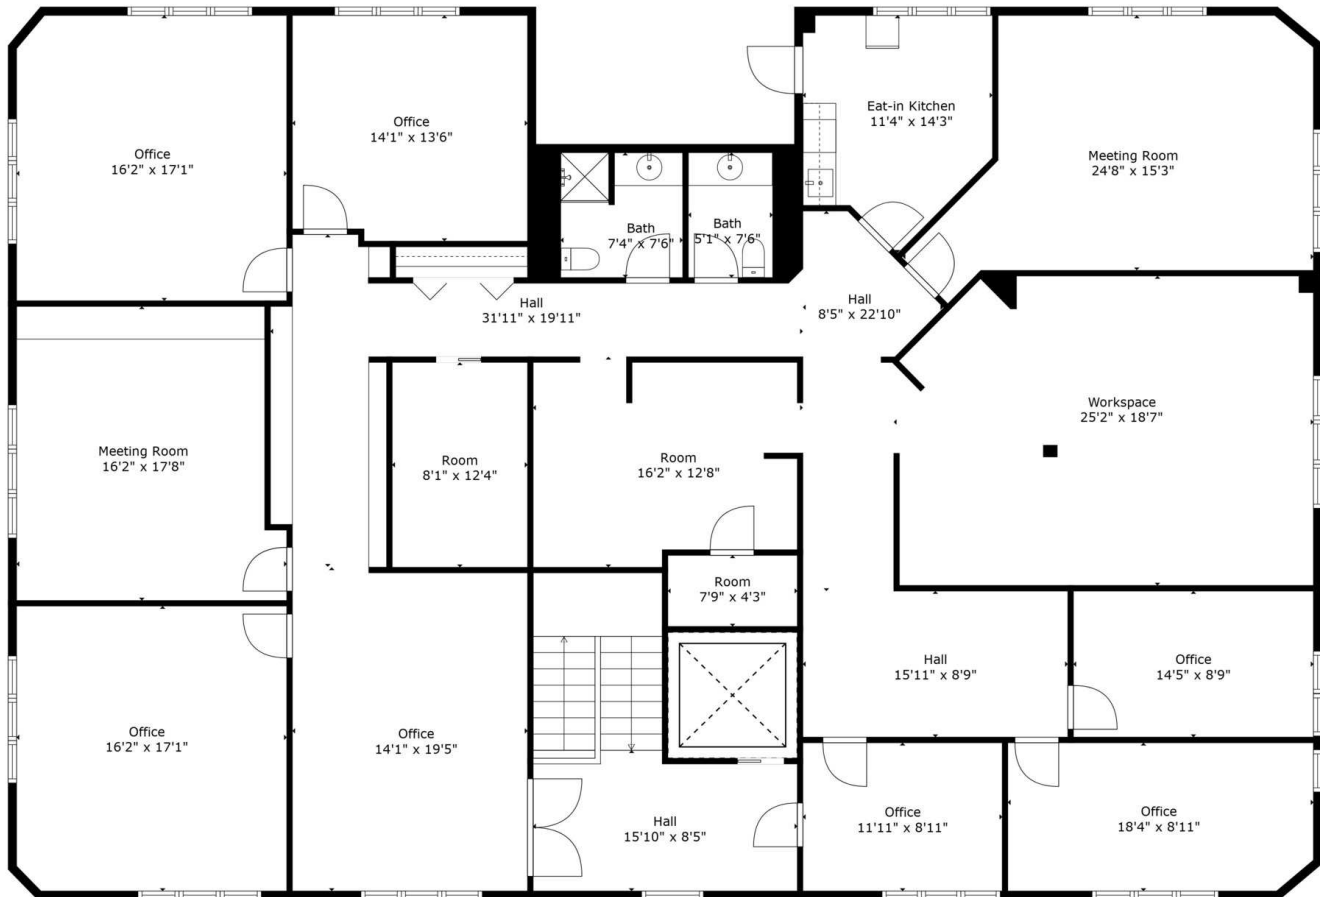 Office
16'2" x 17'1"
Office
14'1" x 13'6"
Eat-in Kitchen
11'4" x 14'3"
Meeting Room
24'8" x 15'3"
Bath
7'4" x 7'6"
Bath
5'1" x 7'6"
Hall
31'11" x 19'11"
Hall
8'5" x 22'10"
Meeting Room
16'2" x 17'8"
Room
8'1" x 12'4"
Room
16'2" x 12'8"
Workspace
25'2" x 18'7"
Room
7'9" x 4'3"
Hall
15'11" x 8'9"
Office
14'5" x 8'9"
Office
16'2" x 17'1"
Office
14'1" x 19'5"
Hall
15'10" x 8'5"
Office
11'11" x 8'11"
Office
18'4" x 8'11"